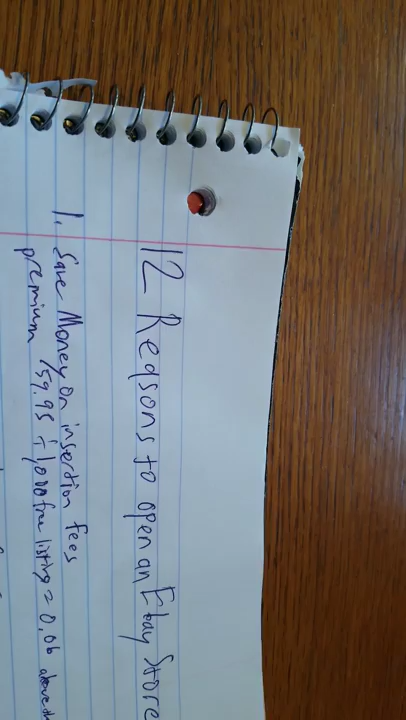 12 Reasons to open an Ebay Store
1. Save Money on insertion fees
premium 159.95 ÷ 1,000 free listing = 0.06